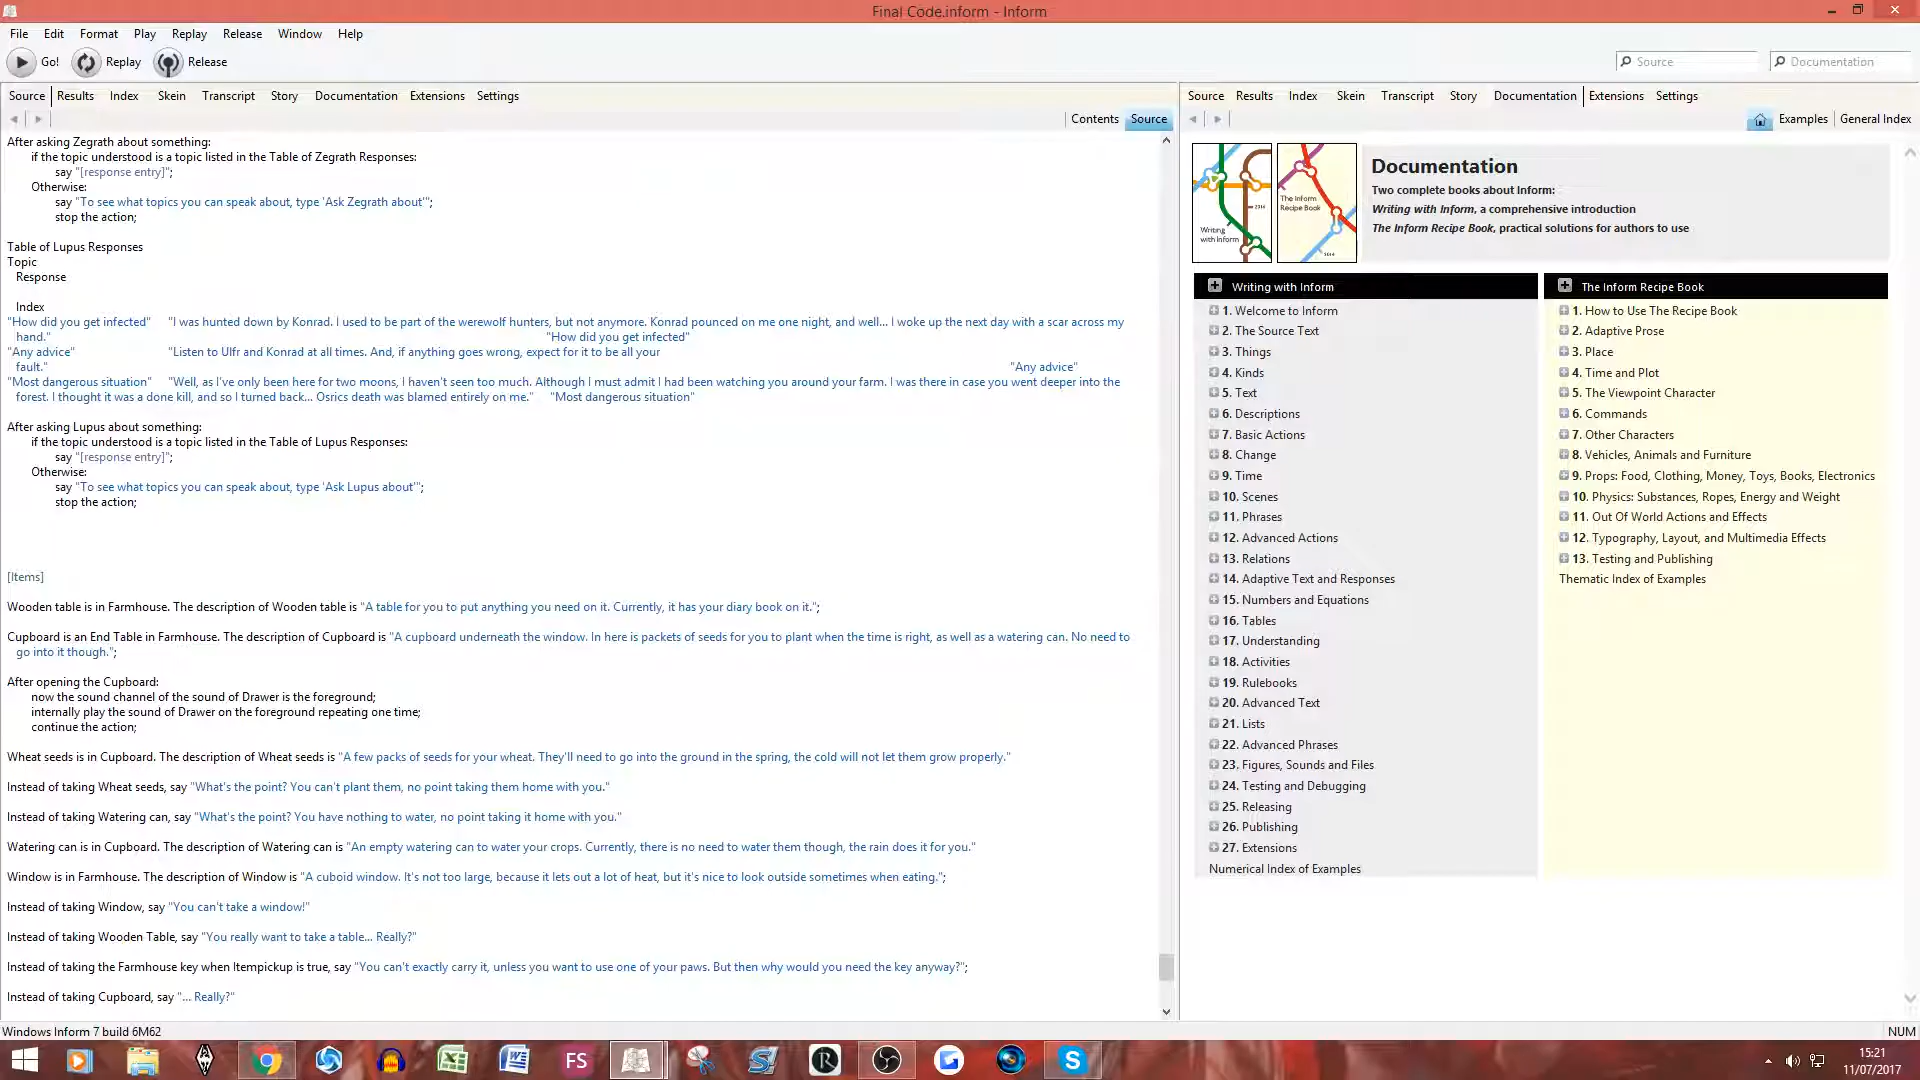 Final Code.inform - Inform
File Edit Format Play Replay Release Window Help
Go! Replay Release
Source
Documentation
Source Results Index Skein Transcript Story Documentation Extensions Settings
Contents Source
After asking Zegrath about something:
if the topic understood is a topic listed in the Table of Zegrath Responses:
say "[response entry]";
Otherwise:
say "To see what topics you can speak about, type 'Ask Zegrath about'";
stop the action;
Table of Lupus Responses
Topic
Response
Index
"How did you get infected" "I was hunted down by Konrad. I used to be part of the werewolf hunters, but not anymore. Konrad pounced on me one night, and well... I woke up the next day with a scar across my
hand." "How did you get infected"
"Any advice" "Listen to Ulfr and Konrad at all times. And, if anything goes wrong, expect for it to be all your
fault." "Any advice"
"Most dangerous situation" "Well, as I've only been here for two moons, I haven't seen too much. Although I must admit I had been watching you around your farm. I was there in case you went deeper into the
forest. I thought it was a done kill, and so I turned back... Osrics death was blamed entirely on me." "Most dangerous situation"
After asking Lupus about something:
if the topic understood is a topic listed in the Table of Lupus Responses:
say "[response entry]";
Otherwise:
say "To see what topics you can speak about, type 'Ask Lupus about'";
stop the action;
[Items]
Wooden table is in Farmhouse. The description of Wooden table is "A table for you to put anything you need on it. Currently, it has your diary book on it.";
Cupboard is an End Table in Farmhouse. The description of Cupboard is "A cupboard underneath the window. In here is packets of seeds for you to plant when the time is right, as well as a watering can. No need to
go into it though.";
After opening the Cupboard:
now the sound channel of the sound of Drawer is the foreground;
internally play the sound of Drawer on the foreground repeating one time;
continue the action;
Wheat seeds is in Cupboard. The description of Wheat seeds is "A few packs of seeds for your wheat. They'll need to go into the ground in the spring, the cold will not let them grow properly."
Instead of taking Wheat seeds, say "What's the point? You can't plant them, no point taking them home with you."
Instead of taking Watering can, say "What's the point? You have nothing to water, no point taking it home with you."
Watering can is in Cupboard. The description of Watering can is "An empty watering can to water your crops. Currently, there is no need to water them though, the rain does it for you."
Window is in Farmhouse. The description of Window is "A cuboid window. It's not too large, because it lets out a lot of heat, but it's nice to look outside sometimes when eating.";
Instead of taking Window, say "You can't take a window!"
Instead of taking Wooden Table, say "You really want to take a table... Really?"
Instead of taking the Farmhouse key when Itempickup is true, say "You can't exactly carry it, unless you want to use one of your paws. But then why would you need the key anyway?";
Instead of taking Cupboard, say "... Really?"
Source Results Index Skein Transcript Story Documentation Extensions Settings
Examples General Index
Writing
with Inform
2014
The Inform
Recipe Book
2014
Documentation
Two complete books about Inform:
Writing with Inform, a comprehensive introduction
The Inform Recipe Book, practical solutions for authors to use
Writing with Inform
1. Welcome to Inform
2. The Source Text
3. Things
4. Kinds
5. Text
6. Descriptions
7. Basic Actions
8. Change
9. Time
10. Scenes
11. Phrases
12. Advanced Actions
13. Relations
14. Adaptive Text and Responses
15. Numbers and Equations
16. Tables
17. Understanding
18. Activities
19. Rulebooks
20. Advanced Text
21. Lists
22. Advanced Phrases
23. Figures, Sounds and Files
24. Testing and Debugging
25. Releasing
26. Publishing
27. Extensions
Numerical Index of Examples
The Inform Recipe Book
1. How to Use The Recipe Book
2. Adaptive Prose
3. Place
4. Time and Plot
5. The Viewpoint Character
6. Commands
7. Other Characters
8. Vehicles, Animals and Furniture
9. Props: Food, Clothing, Money, Toys, Books, Electronics
10. Physics: Substances, Ropes, Energy and Weight
11. Out Of World Actions and Effects
12. Typography, Layout, and Multimedia Effects
13. Testing and Publishing
Thematic Index of Examples
Windows Inform 7 build 6M62
NUM
FS
15:21
11/07/2017